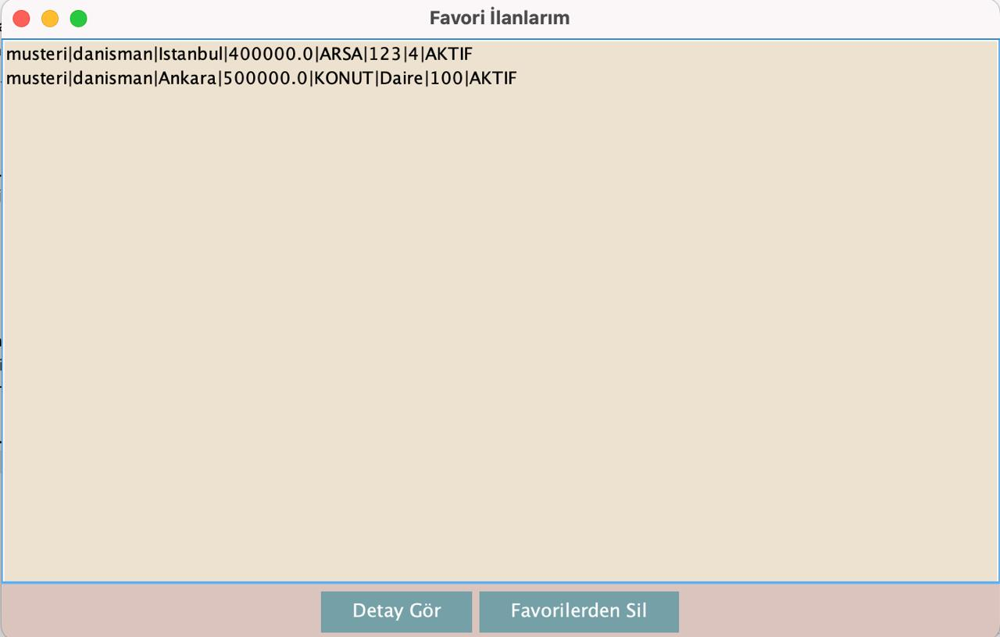 Favori İlanlarım
musteri|danisman|Istanbul|400000.0|ARSA|123|4|AKTIF
musteri|danisman|Ankara|500000.0|KONUT|Daire|100|AKTIF
Detay Gör
Favorilerden Sil